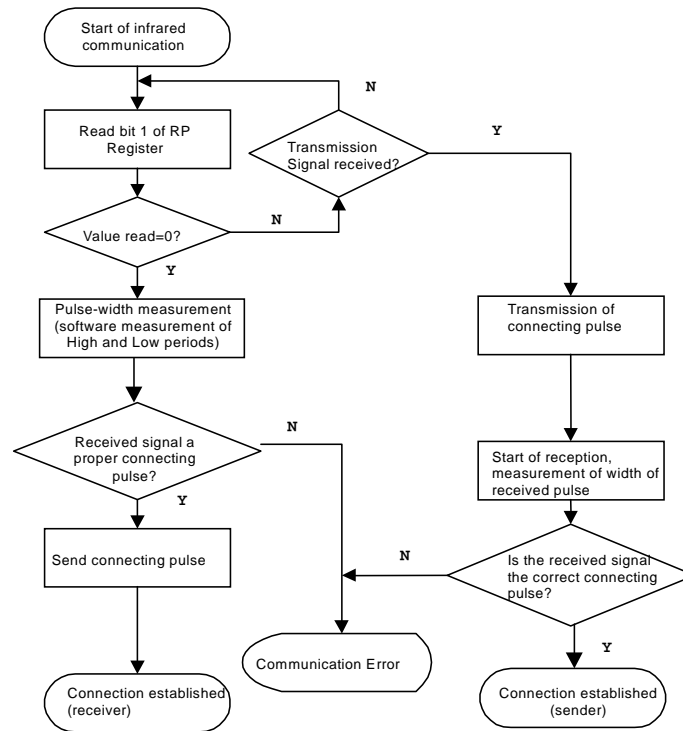 Start of infrared
communication
N
Read bit 1 of RP
Register
Transmission
Signal received?
Y
Value read=0?
N
Y
Pulse-width measurement
(software measurement of
High and Low periods)
Transmission of
connecting pulse
Received signal a
proper connecting
pulse?
N
Y
Start of reception,
measurement of width of
received pulse
Send connecting pulse
N
Is the received signal
the correct connecting
pulse?
Y
Communication Error
Connection established
(receiver)
Connection established
(sender)